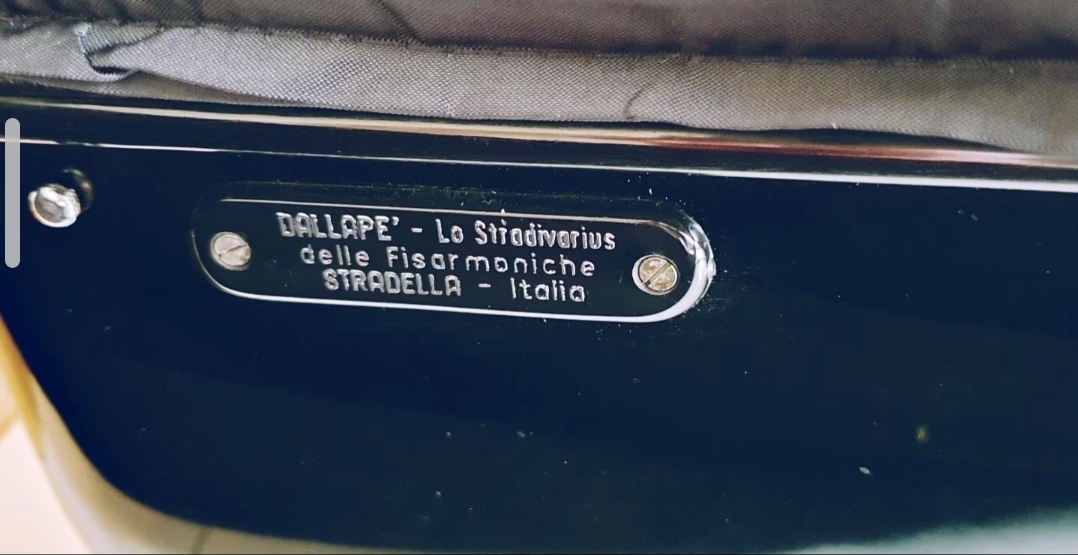 DALLAPE' - Lo Stradivarius
delle Fisarmoniche
STRADELLA - Italia